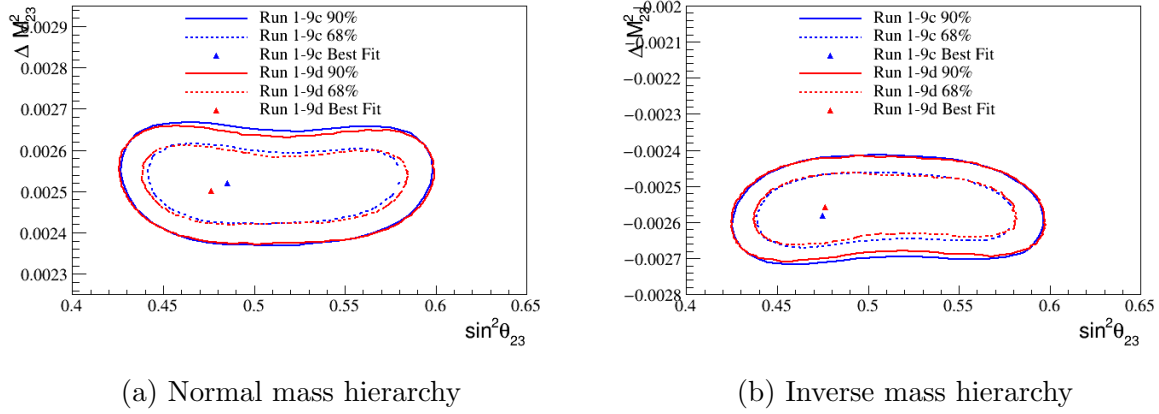 Δ M²₂₃
0.0029
0.0028
0.0027
0.0026
0.0025
0.0024
0.0023
0.4 0.45 0.5 0.55 0.6 0.65
sin²θ₂₃
Run 1-9c 90%
Run 1-9c 68%
Run 1-9c Best Fit
Run 1-9d 90%
Run 1-9d 68%
Run 1-9d Best Fit
(a) Normal mass hierarchy
Δ M²₂₃
−0.002
−0.0021
−0.0022
−0.0023
−0.0024
−0.0025
−0.0026
−0.0027
−0.0028
0.4 0.45 0.5 0.55 0.6 0.65
sin²θ₂₃
Run 1-9c 90%
Run 1-9c 68%
Run 1-9c Best Fit
Run 1-9d 90%
Run 1-9d 68%
Run 1-9d Best Fit
(b) Inverse mass hierarchy